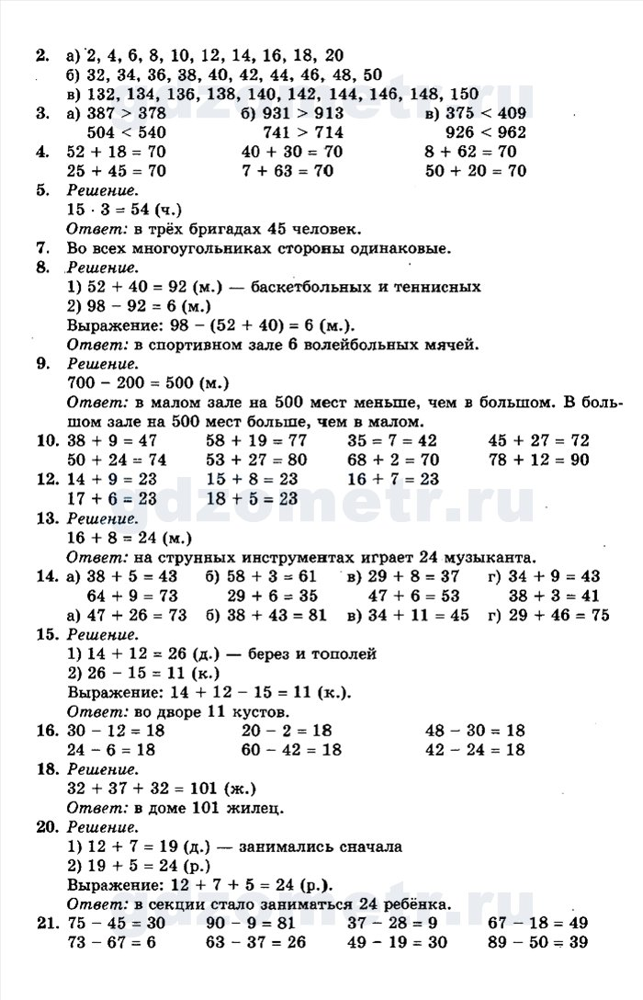 2. а) 2, 4, 6, 8, 10, 12, 14, 16, 18, 20
б) 32, 34, 36, 38, 40, 42, 44, 46, 48, 50
в) 132, 134, 136, 138, 140, 142, 144, 146, 148, 150
3. а) 387 > 378 б) 931 > 913 в) 375 < 409
504 < 540 741 > 714 926 < 962
4. 52 + 18 = 70 40 + 30 = 70 8 + 62 = 70
25 + 45 = 70 7 + 63 = 70 50 + 20 = 70
5. Решение.
15 · 3 = 54 (ч.)
Ответ: в трёх бригадах 45 человек.
7. Во всех многоугольниках стороны одинаковые.
8. Решение.
1) 52 + 40 = 92 (м.) — баскетбольных и теннисных
2) 98 − 92 = 6 (м.)
Выражение: 98 − (52 + 40) = 6 (м.).
Ответ: в спортивном зале 6 волейбольных мячей.
9. Решение.
700 − 200 = 500 (м.)
Ответ: в малом зале на 500 мест меньше, чем в большом. В боль-
шом зале на 500 мест больше, чем в малом.
10. 38 + 9 = 47 58 + 19 = 77 35 = 7 = 42 45 + 27 = 72
50 + 24 = 74 53 + 27 = 80 68 + 2 = 70 78 + 12 = 90
12. 14 + 9 = 23 15 + 8 = 23 16 + 7 = 23
17 + 6 = 23 18 + 5 = 23
13. Решение.
16 + 8 = 24 (м.)
Ответ: на струнных инструментах играет 24 музыканта.
14. а) 38 + 5 = 43 б) 58 + 3 = 61 в) 29 + 8 = 37 г) 34 + 9 = 43
64 + 9 = 73 29 + 6 = 35 47 + 6 = 53 38 + 3 = 41
а) 47 + 26 = 73 б) 38 + 43 = 81 в) 34 + 11 = 45 г) 29 + 46 = 75
15. Решение.
1) 14 + 12 = 26 (д.) — берез и тополей
2) 26 − 15 = 11 (к.)
Выражение: 14 + 12 − 15 = 11 (к.).
Ответ: во дворе 11 кустов.
16. 30 − 12 = 18 20 − 2 = 18 48 − 30 = 18
24 − 6 = 18 60 − 42 = 18 42 − 24 = 18
18. Решение.
32 + 37 + 32 = 101 (ж.)
Ответ: в доме 101 жилец.
20. Решение.
1) 12 + 7 = 19 (д.) — занимались сначала
2) 19 + 5 = 24 (р.)
Выражение: 12 + 7 + 5 = 24 (р.).
Ответ: в секции стало заниматься 24 ребёнка.
21. 75 − 45 = 30 90 − 9 = 81 37 − 28 = 9 67 − 18 = 49
73 − 67 = 6 63 − 37 = 26 49 − 19 = 30 89 − 50 = 39
gdzometr.ru
gdzometr.ru
gdzometr.ru